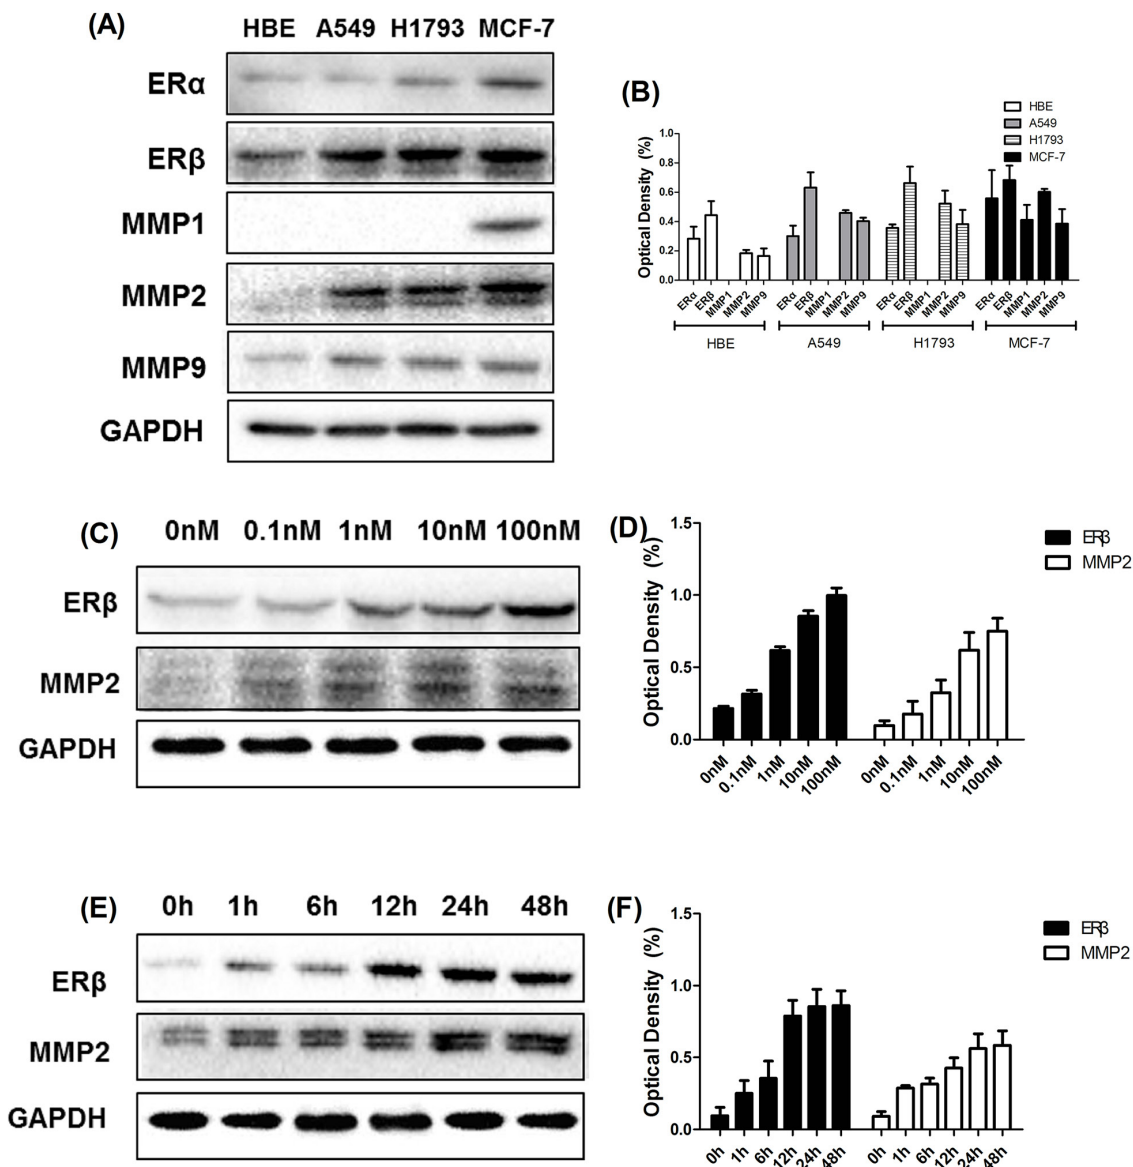 (A)
HBE A549 H1793 MCF-7
ERα
ERβ
MMP1
MMP2
MMP9
GAPDH
(B)
HBE
A549
H1793
MCF-7
Optical Density (%)
1.0
0.8
0.6
0.4
0.2
0.0
ERα ERβ MMP1 MMP2 MMP9 ERα ERβ MMP1 MMP2 MMP9 ERα ERβ MMP1 MMP2 MMP9 ERα ERβ MMP1 MMP2 MMP9
HBE A549 H1793 MCF-7
(C)
0nM 0.1nM 1nM 10nM 100nM
ERβ
MMP2
GAPDH
(D)
ERβ
MMP2
Optical Density (%)
1.5
1.0
0.5
0.0
0nM 0.1nM 1nM 10nM 100nM 0nM 0.1nM 1nM 10nM 100nM
(E)
0h 1h 6h 12h 24h 48h
ERβ
MMP2
GAPDH
(F)
ERβ
MMP2
Optical Density (%)
1.5
1.0
0.5
0.0
0h 1h 6h 12h 24h 48h 0h 1h 6h 12h 24h 48h